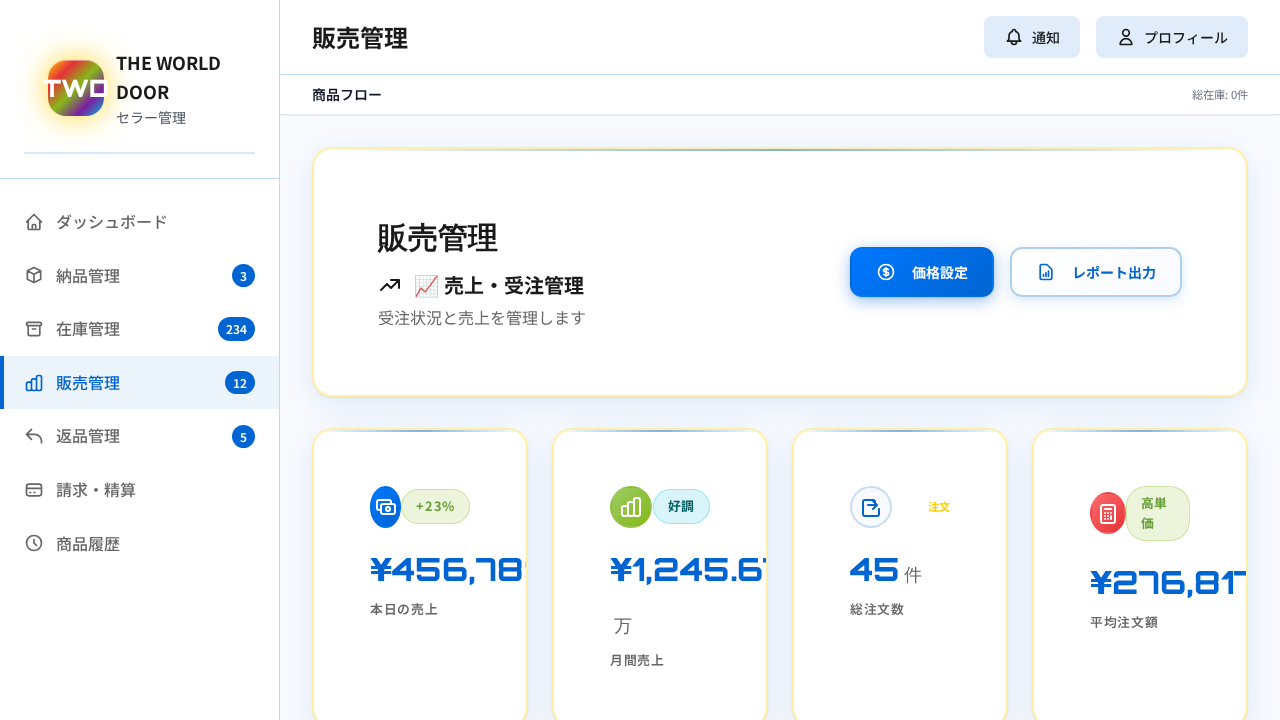 TWD
THE WORLD
DOOR
セラー管理
ダッシュボード
納品管理 3
在庫管理 234
販売管理 12
返品管理 5
請求・精算
商品履歴
販売管理
通知
プロフィール
商品フロー
総在庫: 0件
販売管理
📈 売上・受注管理
受注状況と売上を管理します
価格設定
レポート出力
+23%
¥456,78
本日の売上
好調
¥1,245.6
万
月間売上
注文
45 件
総注文数
高単
価
¥276,817
平均注文額